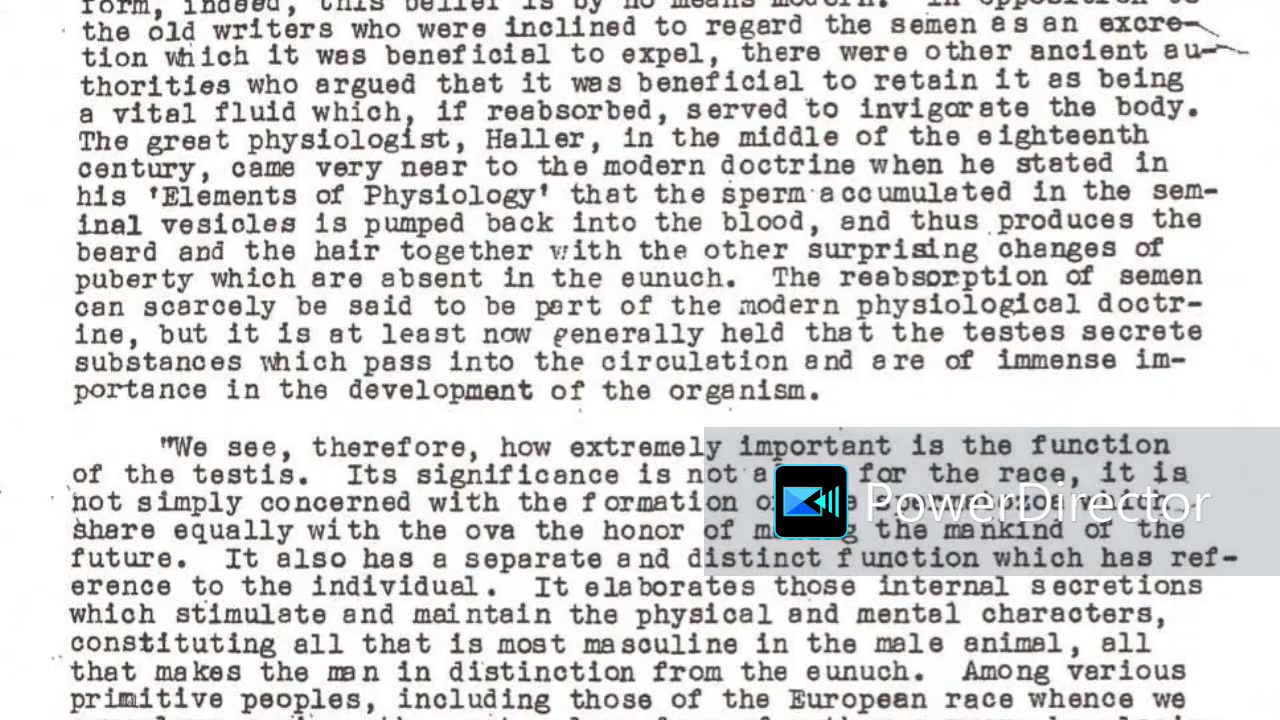 form, indeed, this belief is by no means modern. In opposition to
the old writers who were inclined to regard the semen as an excre-
tion which it was beneficial to expel, there were other ancient au-
thorities who argued that it was beneficial to retain it as being
a vital fluid which, if reabsorbed, served to invigorate the body.
The great physiologist, Haller, in the middle of the eighteenth
century, came very near to the modern doctrine when he stated in
his 'Elements of Physiology' that the sperm accumulated in the sem-
inal vesicles is pumped back into the blood, and thus produces the
beard and the hair together with the other surprising changes of
puberty which are absent in the eunuch. The reabsorption of semen
can scarcely be said to be part of the modern physiological doctr-
ine, but it is at least now generally held that the testes secrete
substances which pass into the circulation and are of immense im-
portance in the development of the organism.
"We see, therefore, how extremely important is the function
of the testis. Its significance is not for the race, it is
not simply concerned with the formation
share equally with the ova the honor of the mankind of the
PowerDirector
future. It also has a separate and distinct function which has ref-
erence to the individual. It elaborates those internal secretions
which stimulate and maintain the physical and mental characters,
constituting all that is most masculine in the male animal, all
that makes the man in distinction from the eunuch. Among various
primitive peoples, including those of the European race whence we